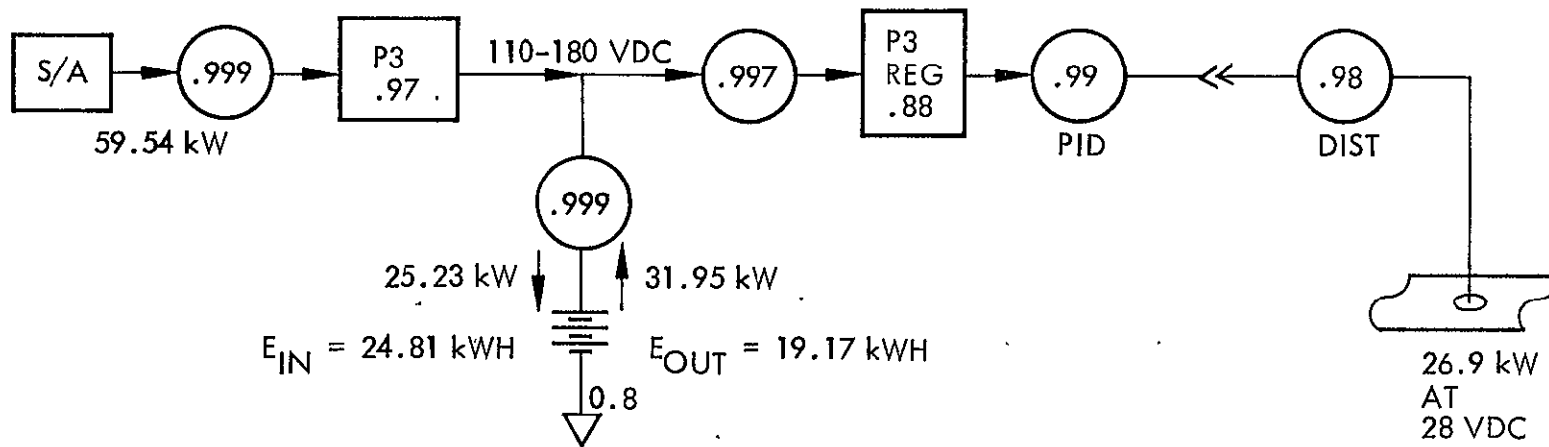 S/A
.999
59.54 kW
P3
.97
110-180 VDC
.997
P3
REG
.88
.99
PID
.98
DIST
.999
25.23 kW
31.95 kW
E_IN = 24.81 kWH
E_OUT = 19.17 kWH
0.8
26.9 kW
AT
28 VDC